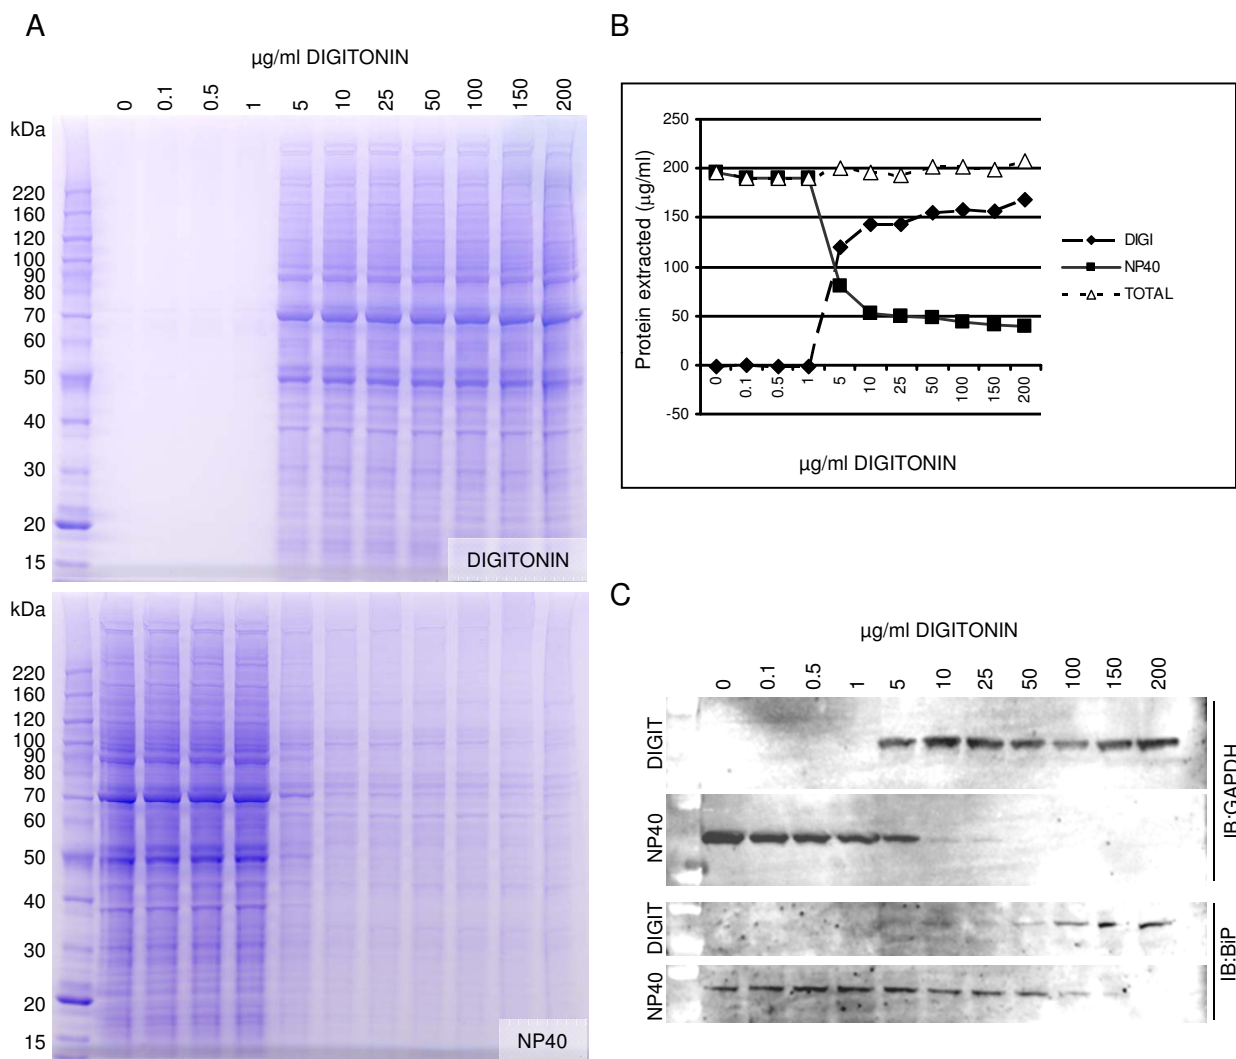 A
µg/ml DIGITONIN
0 0.1 0.5 1 5 10 25 50 100 150 200
kDa
220
160
120
100
90
80
70
60
50
40
30
20
15
DIGITONIN
kDa
220
160
120
100
90
80
70
60
50
40
30
20
15
NP40
B
250
200
150
100
50
0
-50
Protein extracted (µg/ml)
0 0.1 0.5 1 5 10 25 50 100 150 200
µg/ml DIGITONIN
DIGI
NP40
TOTAL
C
µg/ml DIGITONIN
0 0.1 0.5 1 5 10 25 50 100 150 200
DIGIT
NP40
IB:GAPDH
DIGIT
NP40
IB:BiP